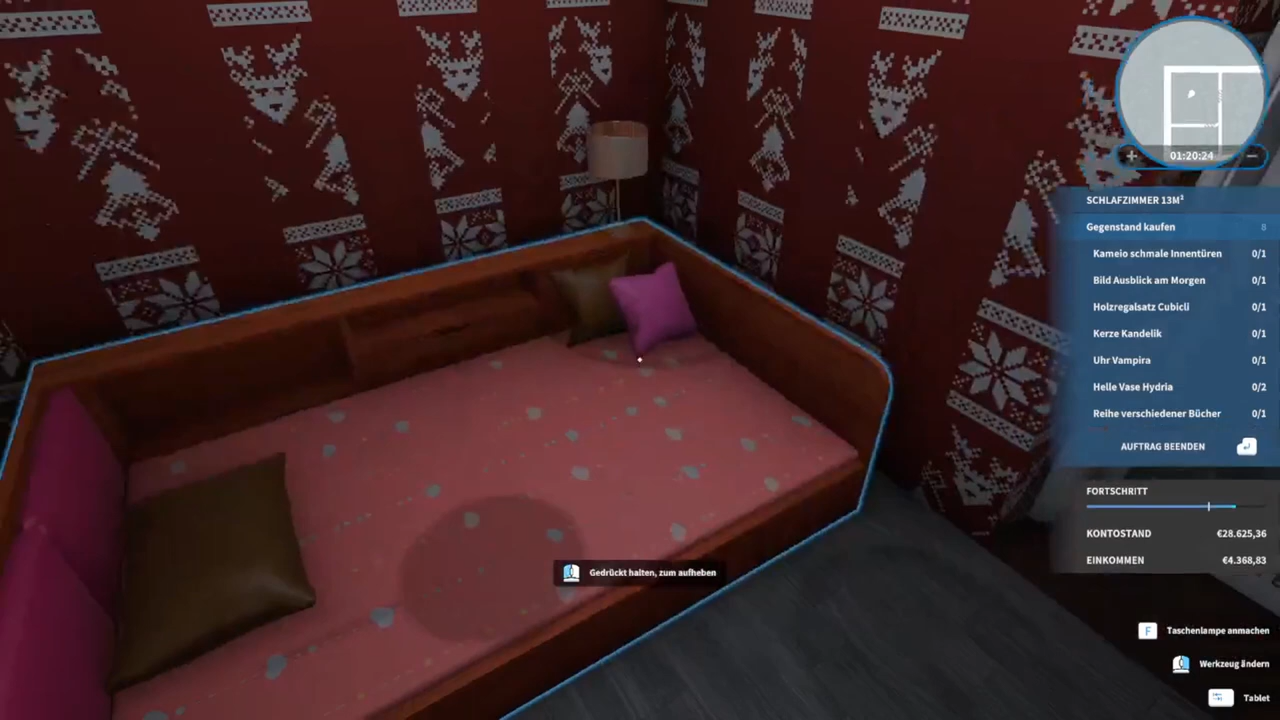 + 01:20:24 −
SCHLAFZIMMER 13M²
Gegenstand kaufen 8
Kameio schmale Innentüren 0/1
Bild Ausblick am Morgen 0/1
Holzregalsatz Cubicli 0/1
Kerze Kandelik 0/1
Uhr Vampira 0/1
Helle Vase Hydria 0/2
Reihe verschiedener Bücher 0/1
AUFTRAG BEENDEN
FORTSCHRITT
KONTOSTAND €28.625,36
EINKOMMEN €4.368,83
Gedrückt halten, zum aufheben
F Taschenlampe anmachen
Werkzeug ändern
Tablet